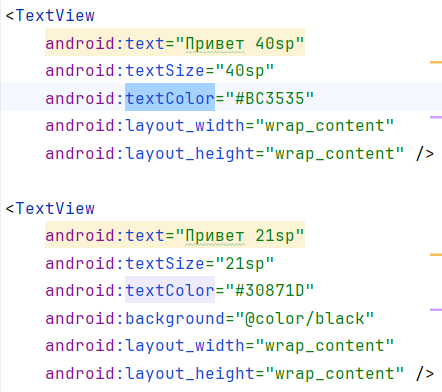 <TextView
android:text="Привет 40sp"
android:textSize="40sp"
android:textColor="#BC3535"
android:layout_width="wrap_content"
android:layout_height="wrap_content" />
<TextView
android:text="Привет 21sp"
android:textSize="21sp"
android:textColor="#30871D"
android:background="@color/black"
android:layout_width="wrap_content"
android:layout_height="wrap_content" />